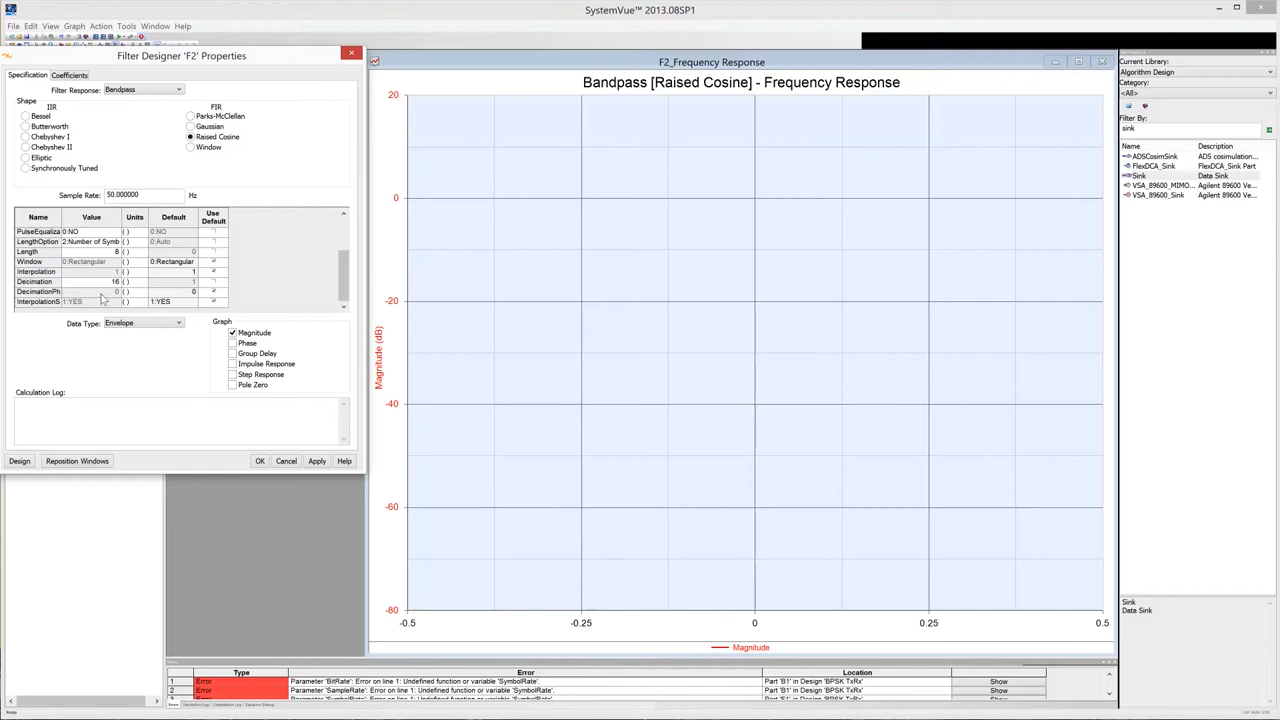 SystemVue™ 2013.08SP1
File Edit View Graph Action Tools Window Help
Filter Designer 'F2' Properties
Specification Coefficients
Filter Response: Bandpass
Shape
IIR
Bessel
Butterworth
Chebyshev I
Chebyshev II
Elliptic
Synchronously Tuned
FIR
Parks-McClellan
Gaussian
Raised Cosine
Window
Sample Rate: 50.000000 Hz
Name Value Units Default Use Default
PulseEqualiza 0:NO ( ) 0:NO
LengthOption 2:Number of Symb ( ) 0:Auto
Length 8 ( ) 0
Window 0:Rectangular ( ) 0:Rectangular
Interpolation 1 ( ) 1
Decimation 16 ( ) 1
DecimationPh 0 ( ) 0
InterpolationS 1:YES ( ) 1:YES
Data Type: Envelope
Graph
Magnitude
Phase
Group Delay
Impulse Response
Step Response
Pole Zero
Calculation Log:
Design Reposition Windows OK Cancel Apply Help
F2_Frequency Response
Bandpass [Raised Cosine] - Frequency Response
Magnitude (dB)
20
0
-20
-40
-60
-80
-0.5 -0.25 0 0.25 0.5
Magnitude
Current Library:
Algorithm Design
Category:
<All>
Filter By:
sink
Name Description
ADSCosimSink ADS cosimulation ...
FlexDCA_Sink FlexDCA_Sink Part
Sink Data Sink
VSA_89600_MIMO... Agilent 89600 Ve...
VSA_89600_Sink Agilent 89600 Ve...
Sink
Data Sink
Type Error Location
1 Error Parameter 'BitRate': Error on line 1: Undefined function or variable 'SymbolRate'. Part 'B1' in Design 'BPSK TxRx' Show
2 Error Parameter 'SampleRate': Error on line 1: Undefined function or variable 'SymbolRate'. Part 'B1' in Design 'BPSK TxRx' Show
Errors Simulation Log Compilation Log Equation Debug
Ready